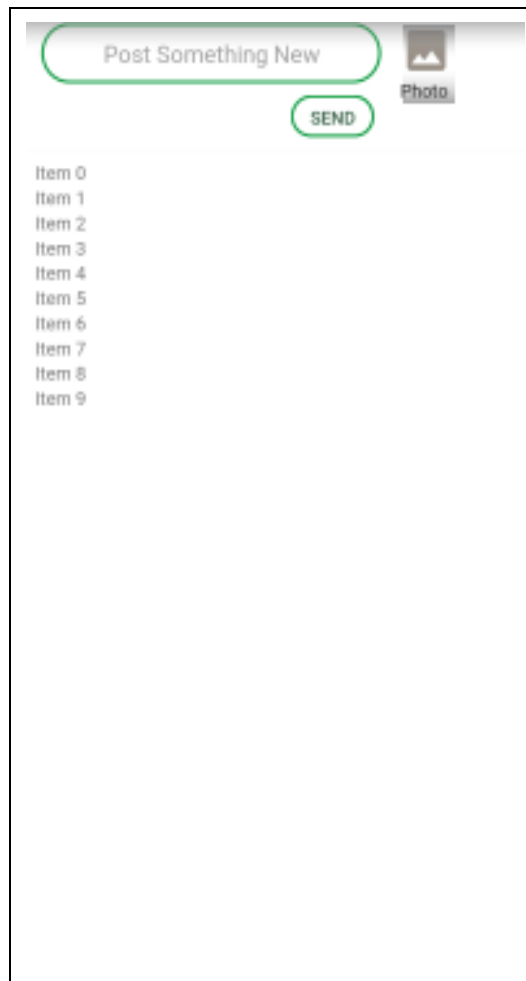 Post Something New
Photo
SEND
Item 0
Item 1
Item 2
Item 3
Item 4
Item 5
Item 6
Item 7
Item 8
Item 9